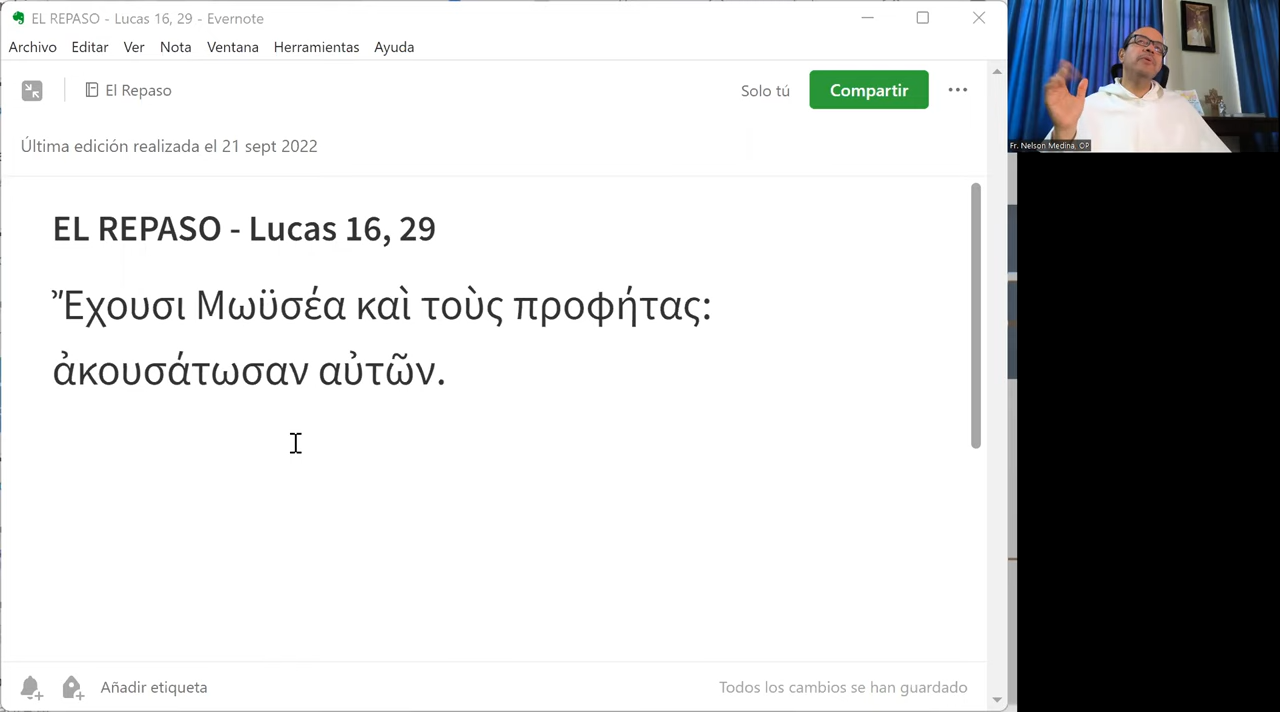 EL REPASO - Lucas 16, 29 - Evernote
Archivo Editar Ver Nota Ventana Herramientas Ayuda
El Repaso
Solo tú
Compartir
Última edición realizada el 21 sept 2022
EL REPASO - Lucas 16, 29
Ἔχουσι Μωϋσέα καὶ τοὺς προφήτας:
ἀκουσάτωσαν αὐτῶν.
Añadir etiqueta
Todos los cambios se han guardado
Fr. Nelson Medina, OP